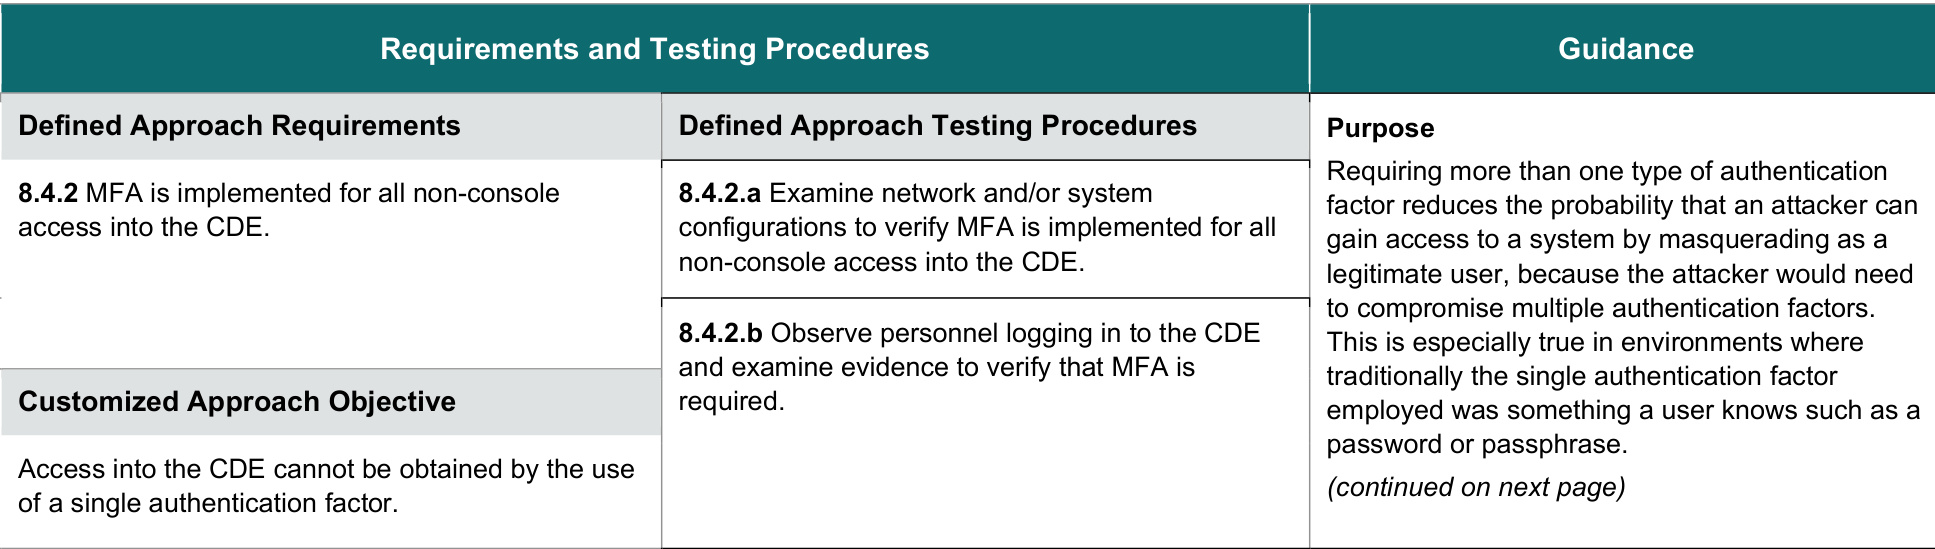 Requirements and Testing Procedures
Guidance
Defined Approach Requirements
8.4.2 MFA is implemented for all non-console
access into the CDE.
Customized Approach Objective
Access into the CDE cannot be obtained by the use
of a single authentication factor.
Defined Approach Testing Procedures
8.4.2.a Examine network and/or system
configurations to verify MFA is implemented for all
non-console access into the CDE.
8.4.2.b Observe personnel logging in to the CDE
and examine evidence to verify that MFA is
required.
Purpose
Requiring more than one type of authentication
factor reduces the probability that an attacker can
gain access to a system by masquerading as a
legitimate user, because the attacker would need
to compromise multiple authentication factors.
This is especially true in environments where
traditionally the single authentication factor
employed was something a user knows such as a
password or passphrase.
(continued on next page)